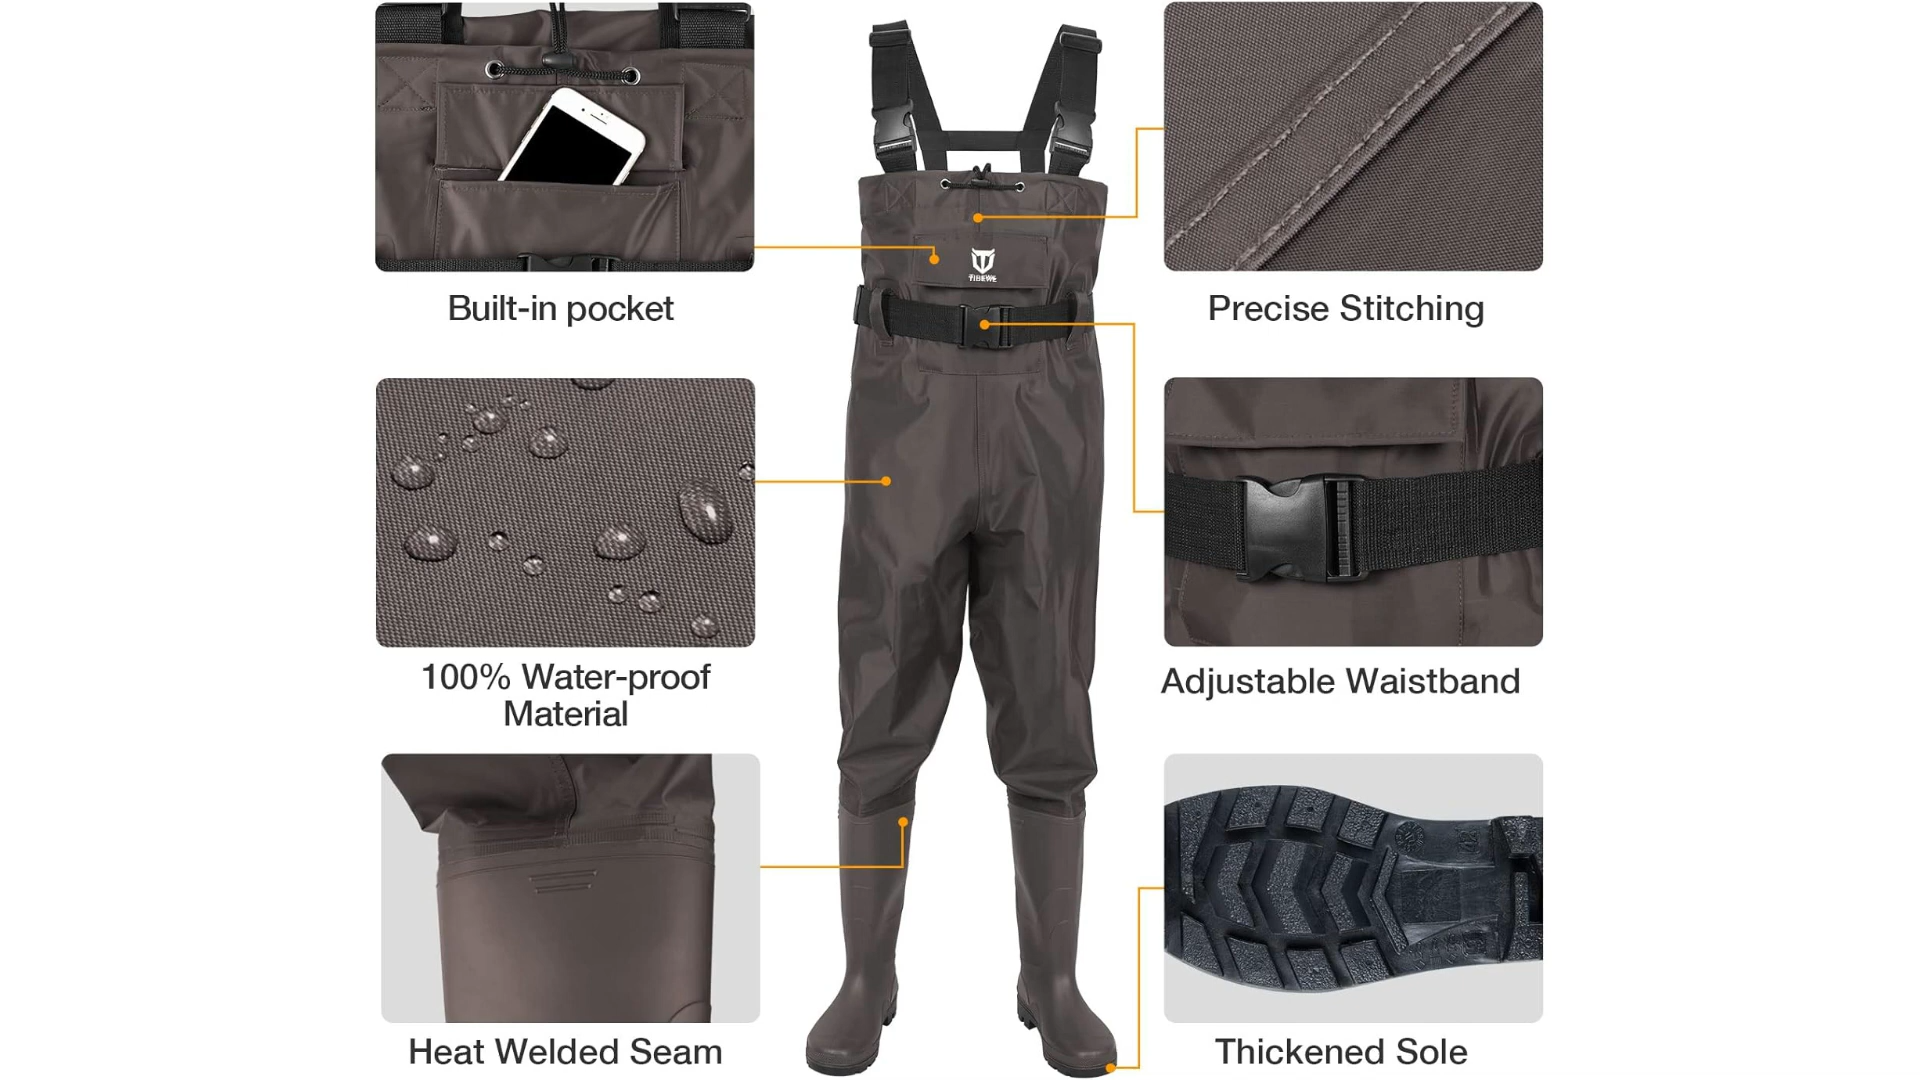 Built-in pocket
Precise Stitching
TIDEWE
100% Water-proof
Material
Adjustable Waistband
Heat Welded Seam
Thickened Sole